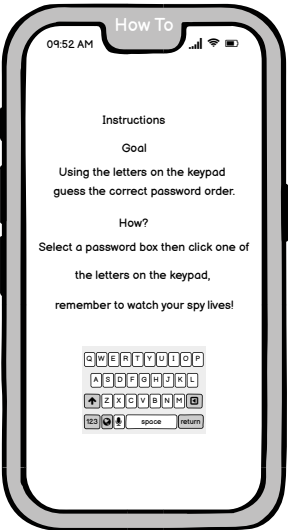 How To
09:52 AM
Instructions
Goal
Using the letters on the keypad
guess the correct password order.
How?
Select a password box then click one of
the letters on the keypad,
remember to watch your spy lives!
Q W E R T Y U I O P
A S D F G H J K L
Z X C V B N M
123 space return